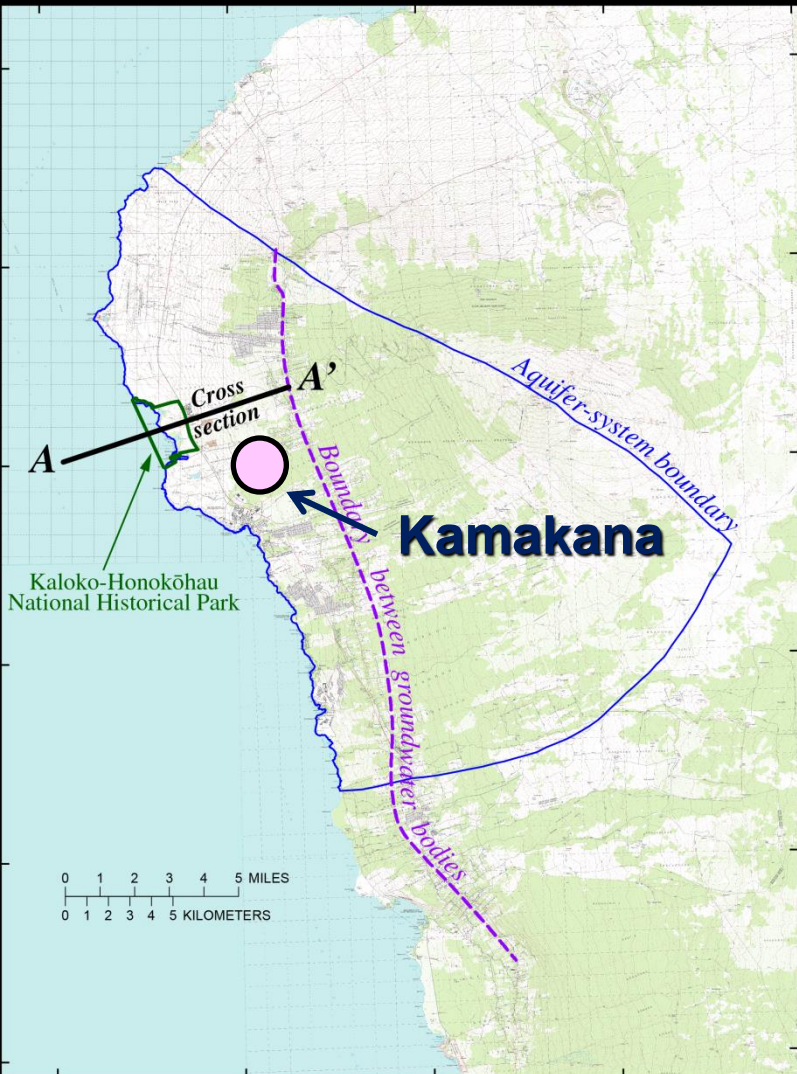 Aquifer-system boundary
A’
Cross
section
A
Boundary between groundwater bodies
Kamakana
Kaloko-Honokōhau
National Historical Park
0 1 2 3 4 5 MILES
0 1 2 3 4 5 KILOMETERS